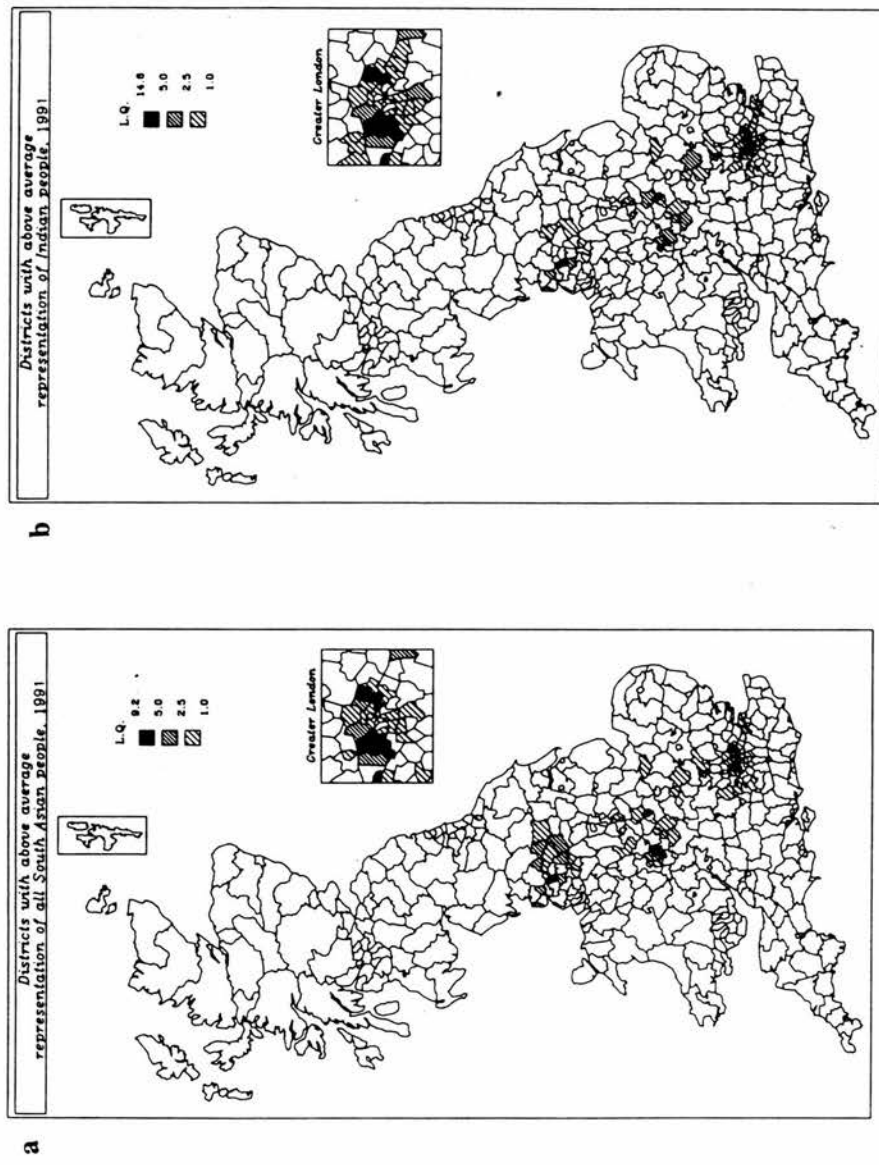 a
Districts with above average
representation of all South Asian people, 1991
L.Q.
9.2
5.0
2.5
1.0
Greater London
b
Districts with above average
representation of Indian people, 1991
L.Q.
14.8
5.0
2.5
1.0
Greater London